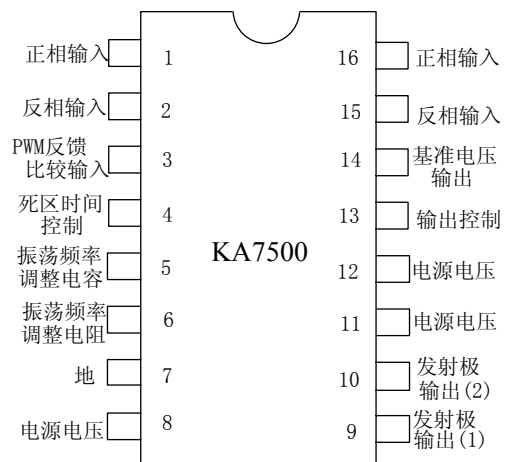 正相输入
1
反相输入
2
PWM反馈
比较输入
3
死区时间
控制
4
振荡频率
调整电容
5
振荡频率
调整电阻
6
地
7
电源电压
8
KA7500
16
正相输入
15
反相输入
14
基准电压
输出
13
输出控制
12
电源电压
11
电源电压
10
发射极
输出(2)
9
发射极
输出(1)